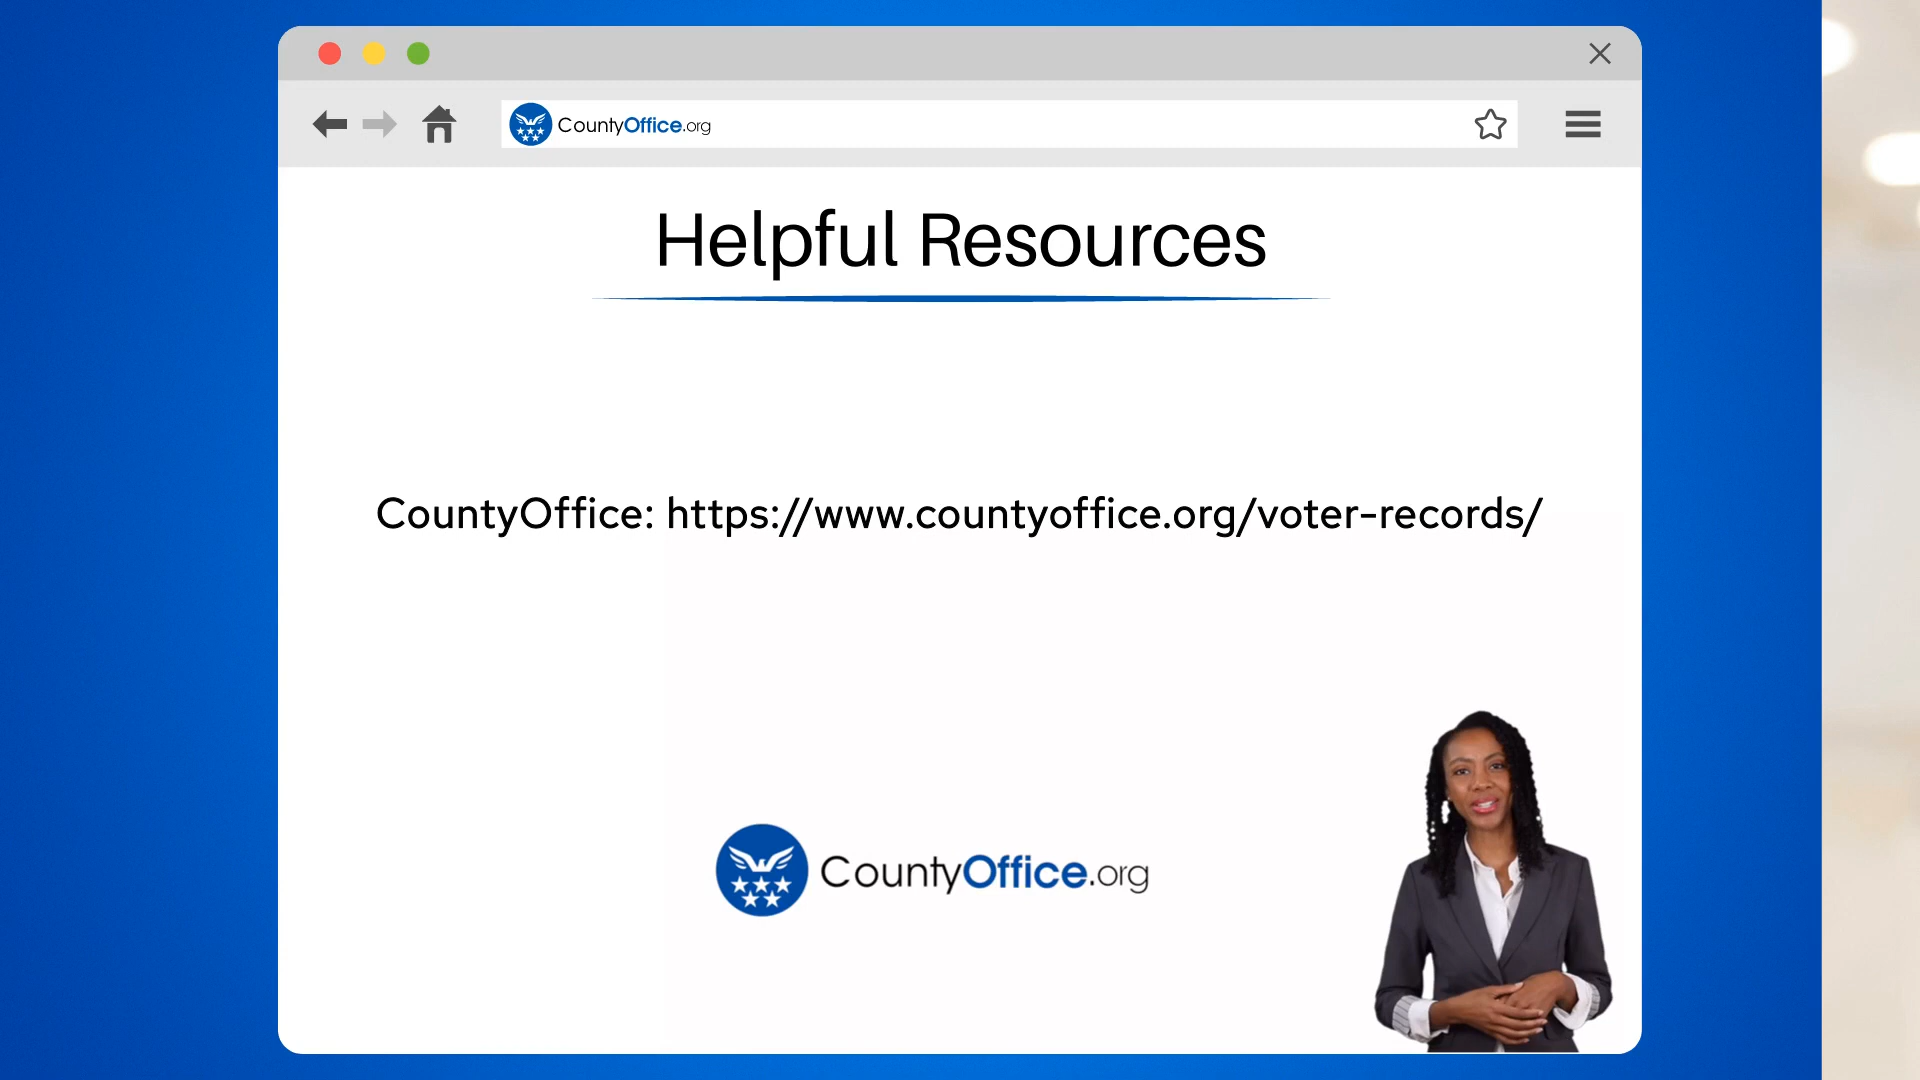 CountyOffice.org
Helpful Resources
CountyOffice: https://www.countyoffice.org/voter-records/
CountyOffice.org